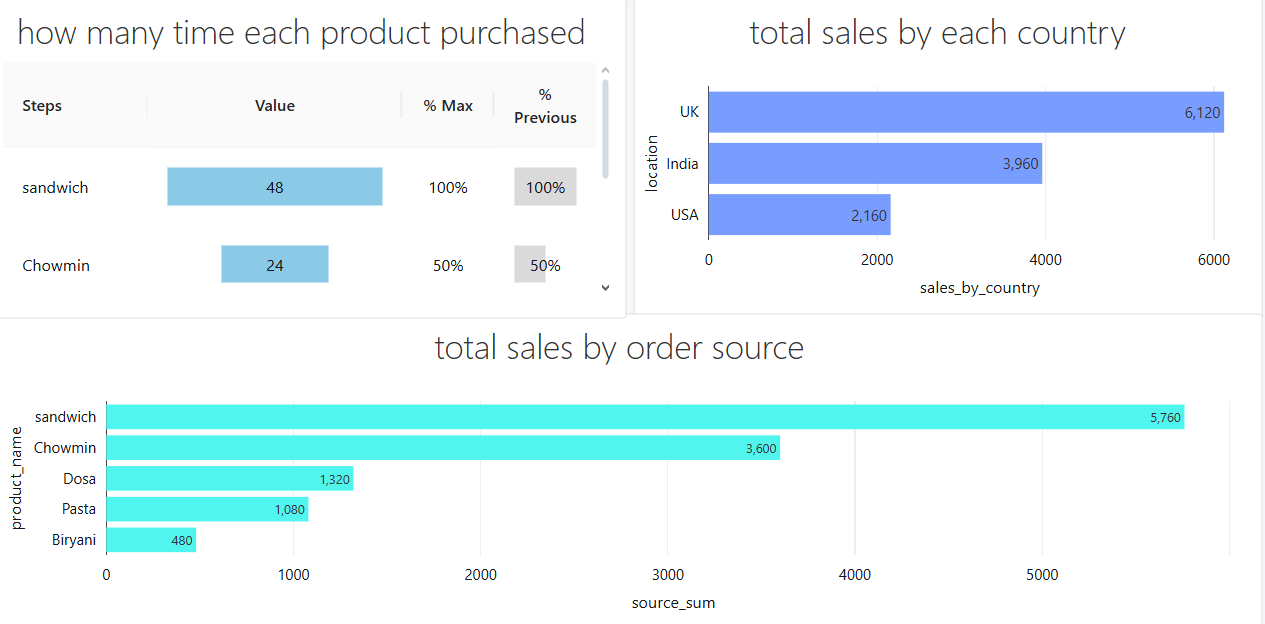 how many time each product purchased
Steps Value % Max % Previous
sandwich 48 100% 100%
Chowmin 24 50% 50%
total sales by each country
location
UK 6,120
India 3,960
USA 2,160
0 2000 4000 6000
sales_by_country
total sales by order source
product_name
sandwich 5,760
Chowmin 3,600
Dosa 1,320
Pasta 1,080
Biryani 480
0 1000 2000 3000 4000 5000
source_sum